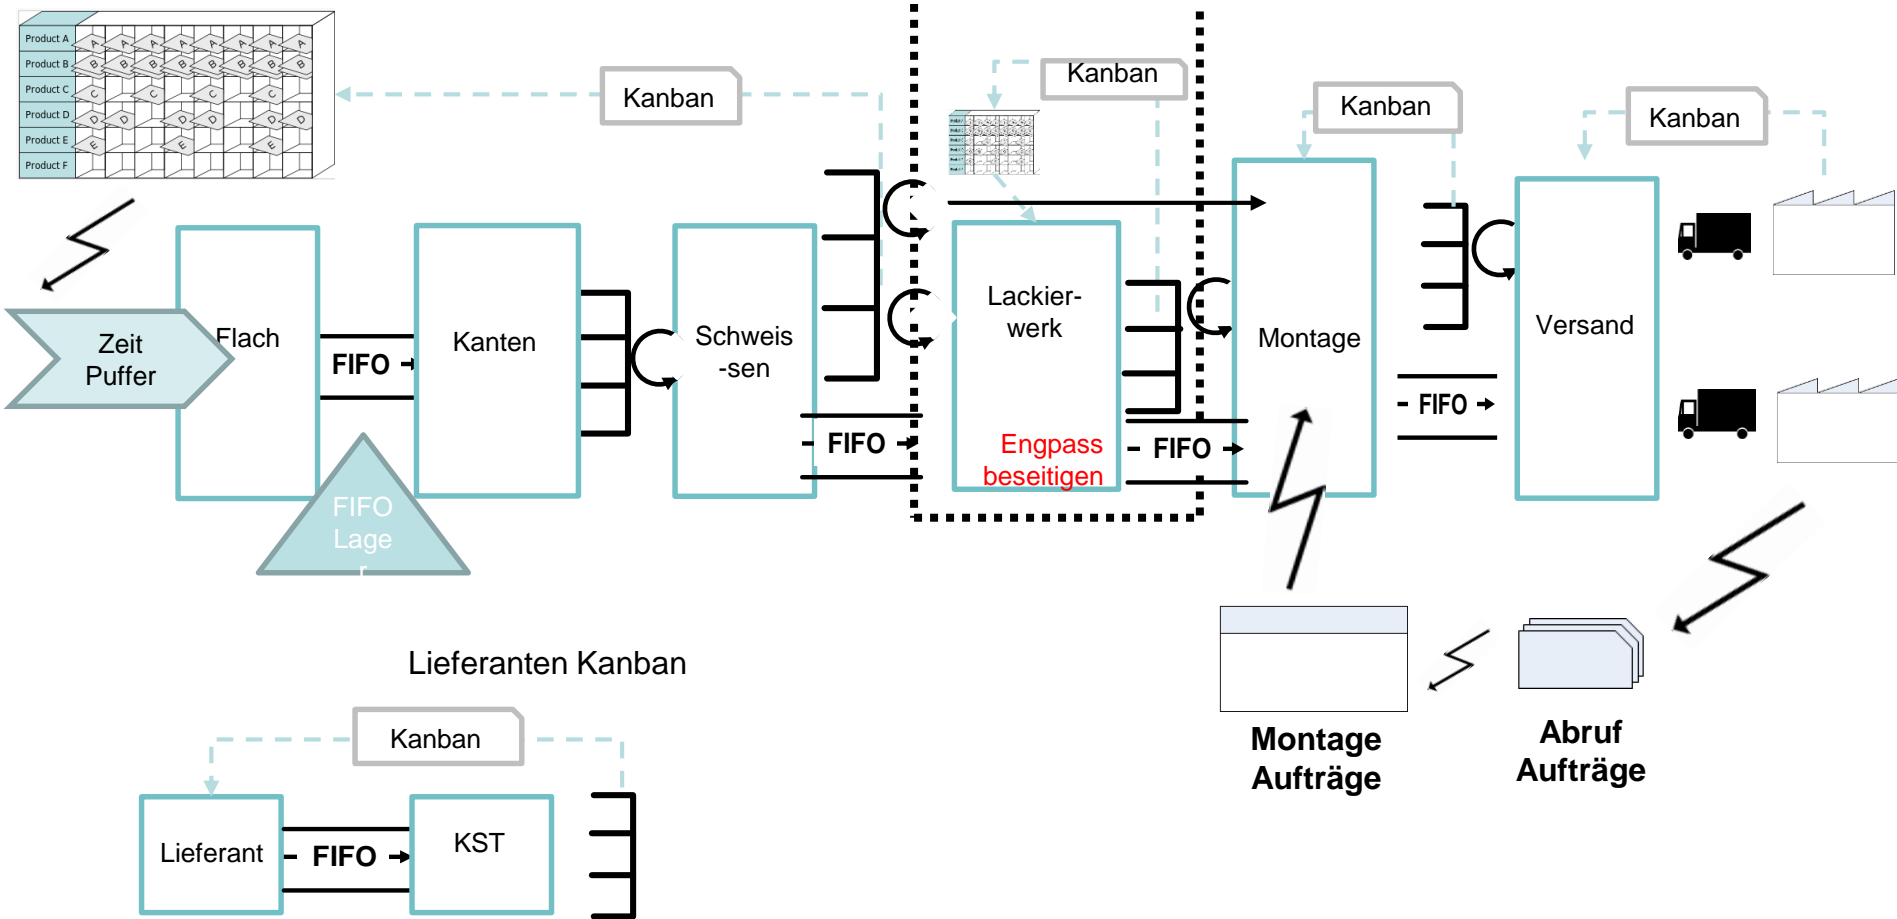 Product A
Product B
Product C
Product D
Product E
Product F
A A A A A A A A
B B B B B B B B
C C C C
D D D D D D
E E E
Kanban
Kanban
Kanban
Kanban
Zeit
Puffer
Flach
FIFO
Kanten
Schweis
-sen
FIFO
Lackier-
werk
Engpass
beseitigen
FIFO
Montage
FIFO
Versand
FIFO
Lage
r
Montage
Aufträge
Abruf
Aufträge
Lieferanten Kanban
Kanban
Lieferant
FIFO
KST